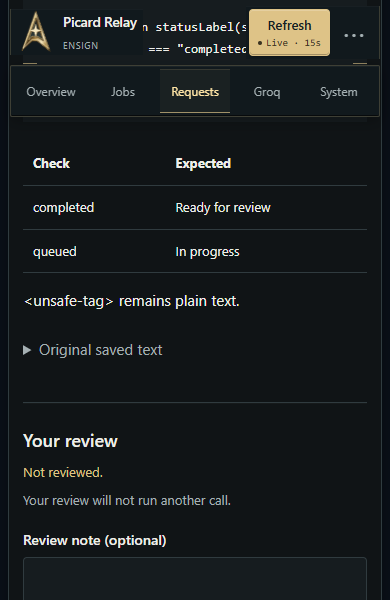 Picard Relay
ENSIGN
n statusLabel(s
=== "completed
Refresh
Live · 15s
Overview
Jobs
Requests
Groq
System
Check Expected
completed Ready for review
queued In progress
<unsafe-tag> remains plain text.
Original saved text
Your review
Not reviewed.
Your review will not run another call.
Review note (optional)